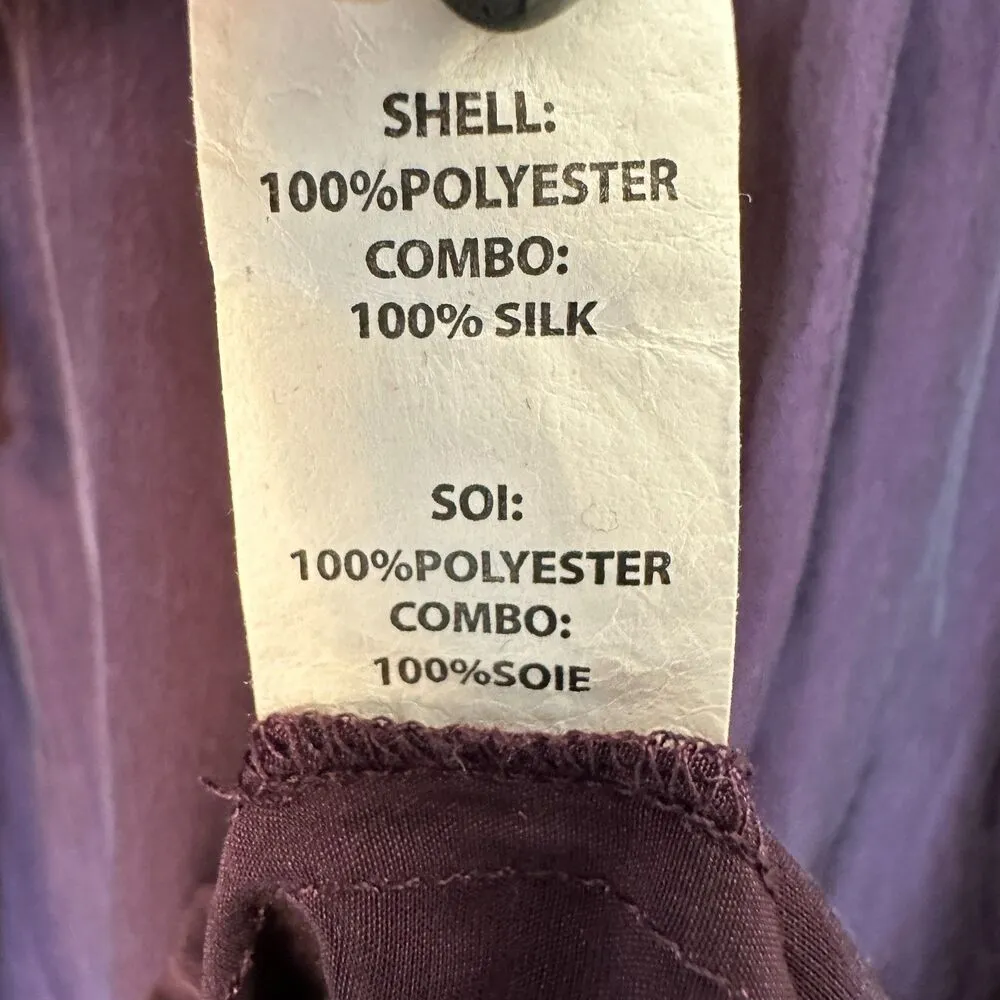 SHELL:
100%POLYESTER
COMBO:
100% SILK
SOI:
100%POLYESTER
COMBO:
100%SOIE